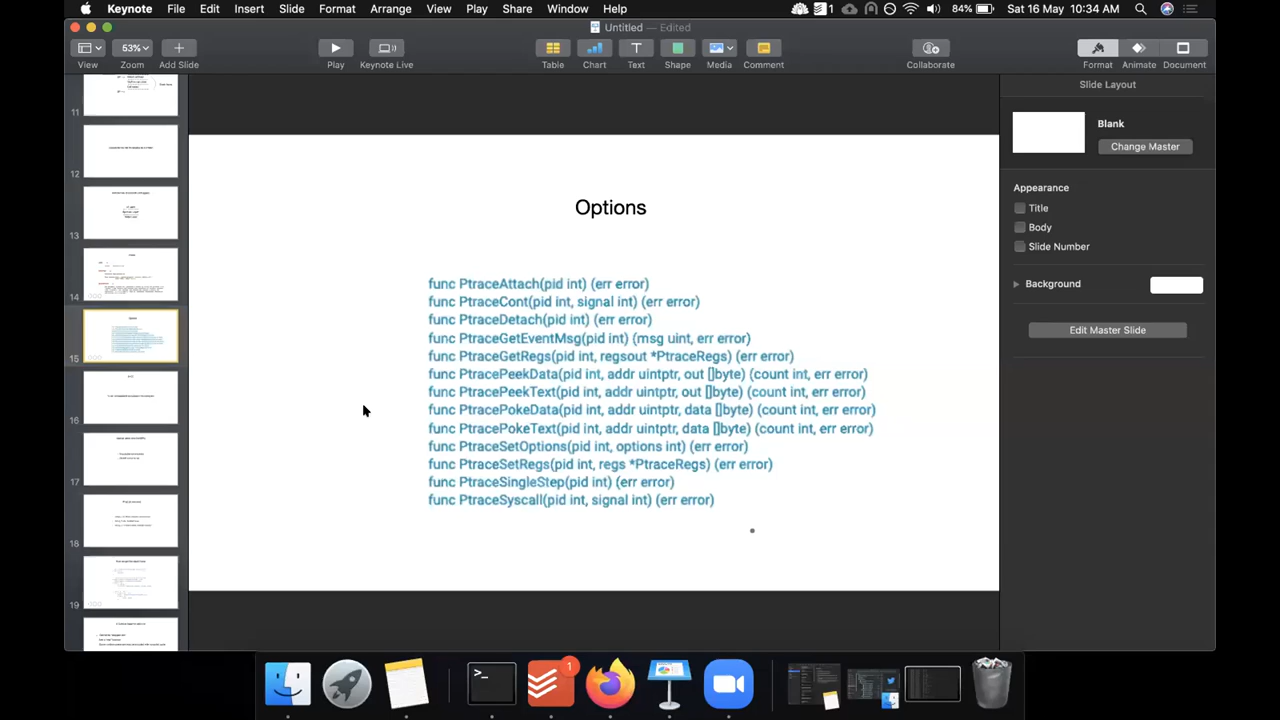 Keynote File Edit Insert Slide Format Arrange View Play Share Window Help 1 84% Sat 16 May 10:34 AM
Untitled — Edited
53%
View Zoom Add Slide Play Keynote Live Table Chart Text Shape Media Comment Collaborate Format Animate Document
Slide Layout
Blank
Change Master
Appearance
Title
Body
Slide Number
Background
Edit Master Slide
11
12
13
14
15
16
17
18
19
Options
func PtraceAttach(pid int) (err error)
func PtraceCont(pid int, signal int) (err error)
func PtraceDetach(pid int) (err error)
func PtraceGetEventMsg(pid int) (msg uint, err error)
func PtraceGetRegs(pid int, regsout *PtraceRegs) (err error)
func PtracePeekData(pid int, addr uintptr, out []byte) (count int, err error)
func PtracePeekText(pid int, addr uintptr, out []byte) (count int, err error)
func PtracePokeData(pid int, addr uintptr, data []byte) (count int, err error)
func PtracePokeText(pid int, addr uintptr, data []byte) (count int, err error)
func PtraceSetOptions(pid int, options int) (err error)
func PtraceSetRegs(pid int, regs *PtraceRegs) (err error)
func PtraceSingleStep(pid int) (err error)
func PtraceSyscall(pid int, signal int) (err error)
1